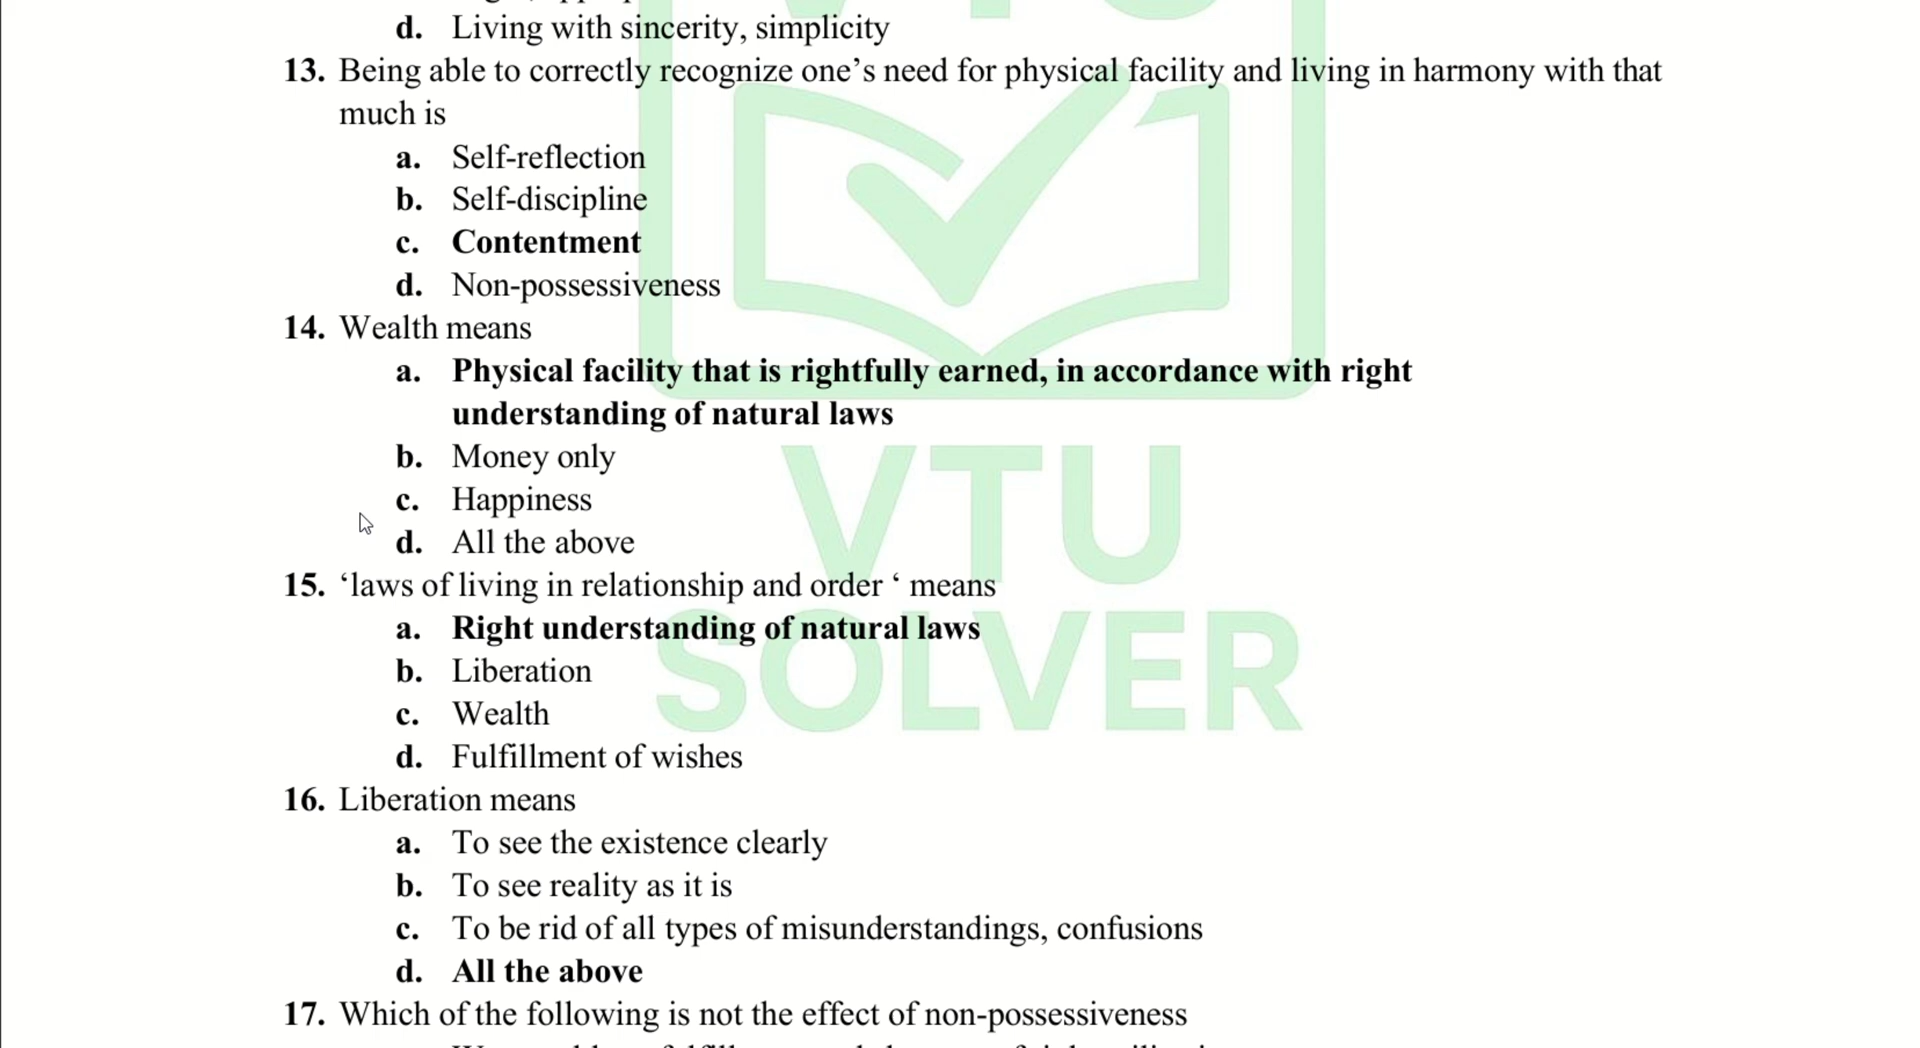 d. Living with sincerity, simplicity
13. Being able to correctly recognize one’s need for physical facility and living in harmony with that
much is
a. Self-reflection
b. Self-discipline
c. Contentment
d. Non-possessiveness
14. Wealth means
a. Physical facility that is rightfully earned, in accordance with right
understanding of natural laws
b. Money only
c. Happiness
d. All the above
15. ‘laws of living in relationship and order ‘ means
a. Right understanding of natural laws
b. Liberation
c. Wealth
d. Fulfillment of wishes
16. Liberation means
a. To see the existence clearly
b. To see reality as it is
c. To be rid of all types of misunderstandings, confusions
d. All the above
17. Which of the following is not the effect of non-possessiveness
VTU
SOLVER